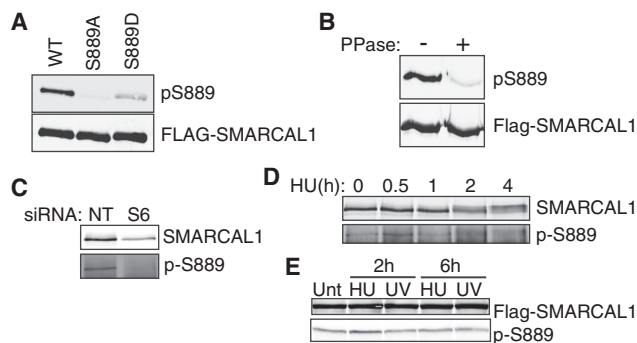 A
WT S889A S889D
pS889
FLAG-SMARCAL1
B
PPase: - +
pS889
Flag-SMARCAL1
C
siRNA: NT S6
SMARCAL1
p-S889
D
HU(h): 0 0.5 1 2 4
SMARCAL1
p-S889
E
2h 6h
Unt HU UV HU UV
Flag-SMARCAL1
p-S889